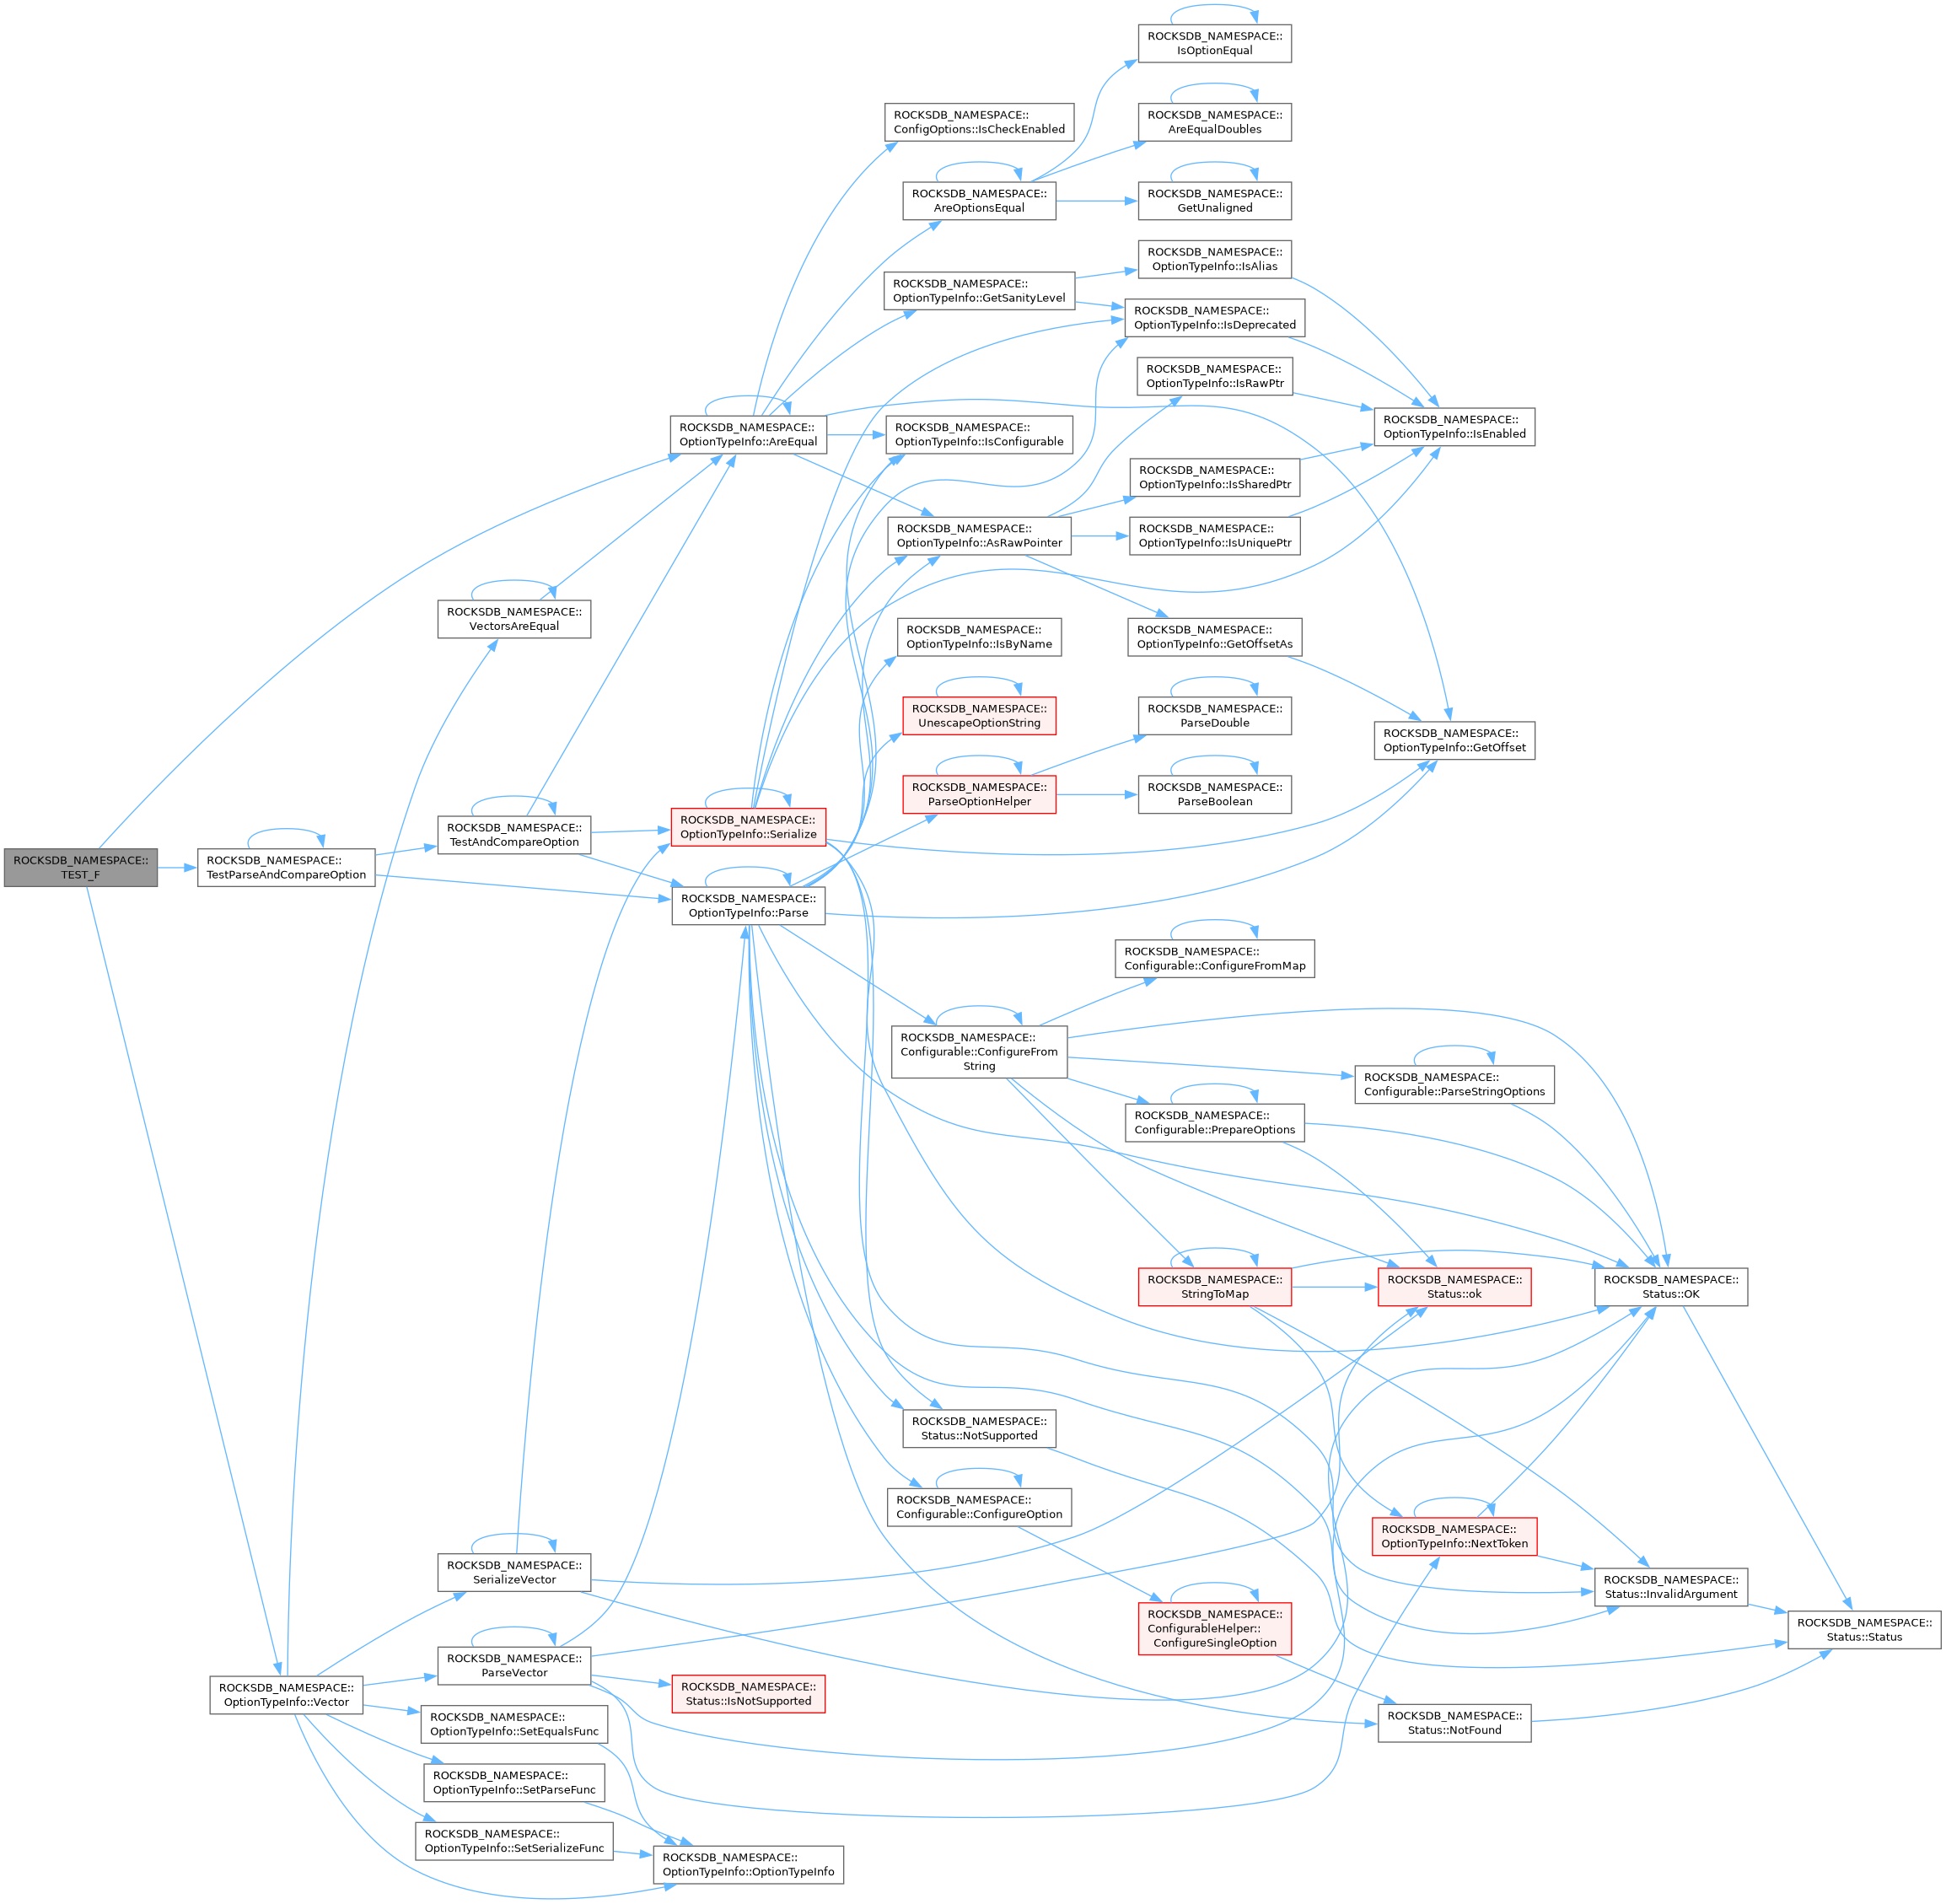 ROCKSDB_NAMESPACE::
IsOptionEqual
ROCKSDB_NAMESPACE::
ConfigOptions::IsCheckEnabled
ROCKSDB_NAMESPACE::
AreEqualDoubles
ROCKSDB_NAMESPACE::
AreOptionsEqual
ROCKSDB_NAMESPACE::
GetUnaligned
ROCKSDB_NAMESPACE::
OptionTypeInfo::IsAlias
ROCKSDB_NAMESPACE::
OptionTypeInfo::GetSanityLevel
ROCKSDB_NAMESPACE::
OptionTypeInfo::IsDeprecated
ROCKSDB_NAMESPACE::
OptionTypeInfo::IsRawPtr
ROCKSDB_NAMESPACE::
OptionTypeInfo::AreEqual
ROCKSDB_NAMESPACE::
OptionTypeInfo::IsConfigurable
ROCKSDB_NAMESPACE::
OptionTypeInfo::IsEnabled
ROCKSDB_NAMESPACE::
OptionTypeInfo::IsSharedPtr
ROCKSDB_NAMESPACE::
OptionTypeInfo::AsRawPointer
ROCKSDB_NAMESPACE::
OptionTypeInfo::IsUniquePtr
ROCKSDB_NAMESPACE::
VectorsAreEqual
ROCKSDB_NAMESPACE::
OptionTypeInfo::IsByName
ROCKSDB_NAMESPACE::
OptionTypeInfo::GetOffsetAs
ROCKSDB_NAMESPACE::
UnescapeOptionString
ROCKSDB_NAMESPACE::
ParseDouble
ROCKSDB_NAMESPACE::
OptionTypeInfo::GetOffset
ROCKSDB_NAMESPACE::
ParseOptionHelper
ROCKSDB_NAMESPACE::
ParseBoolean
ROCKSDB_NAMESPACE::
TestAndCompareOption
ROCKSDB_NAMESPACE::
OptionTypeInfo::Serialize
ROCKSDB_NAMESPACE::
TEST_F
ROCKSDB_NAMESPACE::
TestParseAndCompareOption
ROCKSDB_NAMESPACE::
OptionTypeInfo::Parse
ROCKSDB_NAMESPACE::
Configurable::ConfigureFromMap
ROCKSDB_NAMESPACE::
Configurable::ConfigureFrom
String
ROCKSDB_NAMESPACE::
Configurable::ParseStringOptions
ROCKSDB_NAMESPACE::
Configurable::PrepareOptions
ROCKSDB_NAMESPACE::
StringToMap
ROCKSDB_NAMESPACE::
Status::ok
ROCKSDB_NAMESPACE::
Status::OK
ROCKSDB_NAMESPACE::
Status::NotSupported
ROCKSDB_NAMESPACE::
Configurable::ConfigureOption
ROCKSDB_NAMESPACE::
OptionTypeInfo::NextToken
ROCKSDB_NAMESPACE::
SerializeVector
ROCKSDB_NAMESPACE::
Status::InvalidArgument
ROCKSDB_NAMESPACE::
ConfigurableHelper::
ConfigureSingleOption
ROCKSDB_NAMESPACE::
Status::Status
ROCKSDB_NAMESPACE::
ParseVector
ROCKSDB_NAMESPACE::
OptionTypeInfo::Vector
ROCKSDB_NAMESPACE::
Status::IsNotSupported
ROCKSDB_NAMESPACE::
OptionTypeInfo::SetEqualsFunc
ROCKSDB_NAMESPACE::
Status::NotFound
ROCKSDB_NAMESPACE::
OptionTypeInfo::SetParseFunc
ROCKSDB_NAMESPACE::
OptionTypeInfo::SetSerializeFunc
ROCKSDB_NAMESPACE::
OptionTypeInfo::OptionTypeInfo